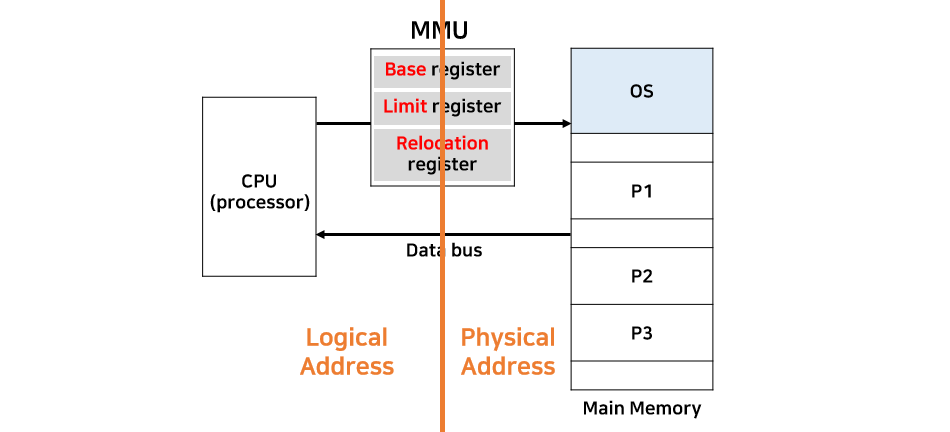 MMU
Base register
Limit register
Relocation
register
CPU
(processor)
OS
P1
P2
P3
Data bus
Logical
Address
Physical
Address
Main Memory